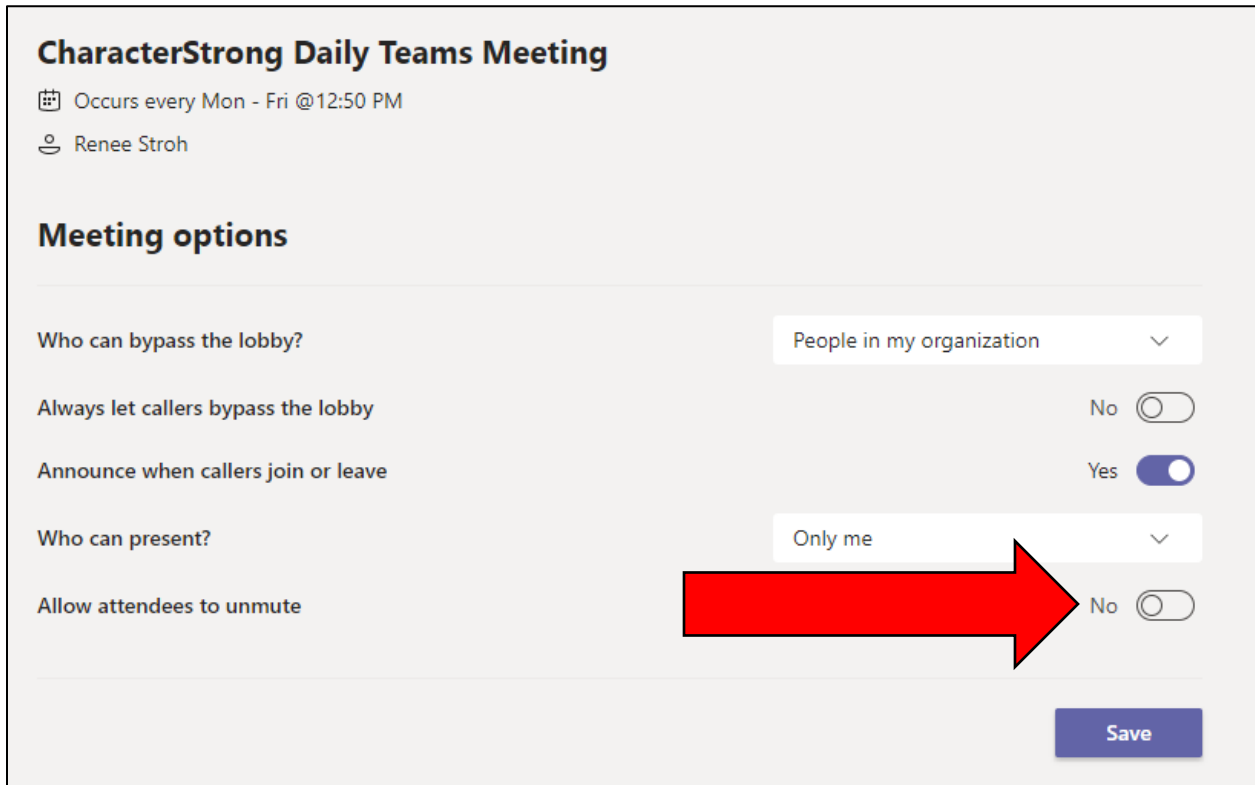 CharacterStrong Daily Teams Meeting
Occurs every Mon - Fri @12:50 PM
Renee Stroh
Meeting options
Who can bypass the lobby? People in my organization
Always let callers bypass the lobby No
Announce when callers join or leave Yes
Who can present? Only me
Allow attendees to unmute No
Save